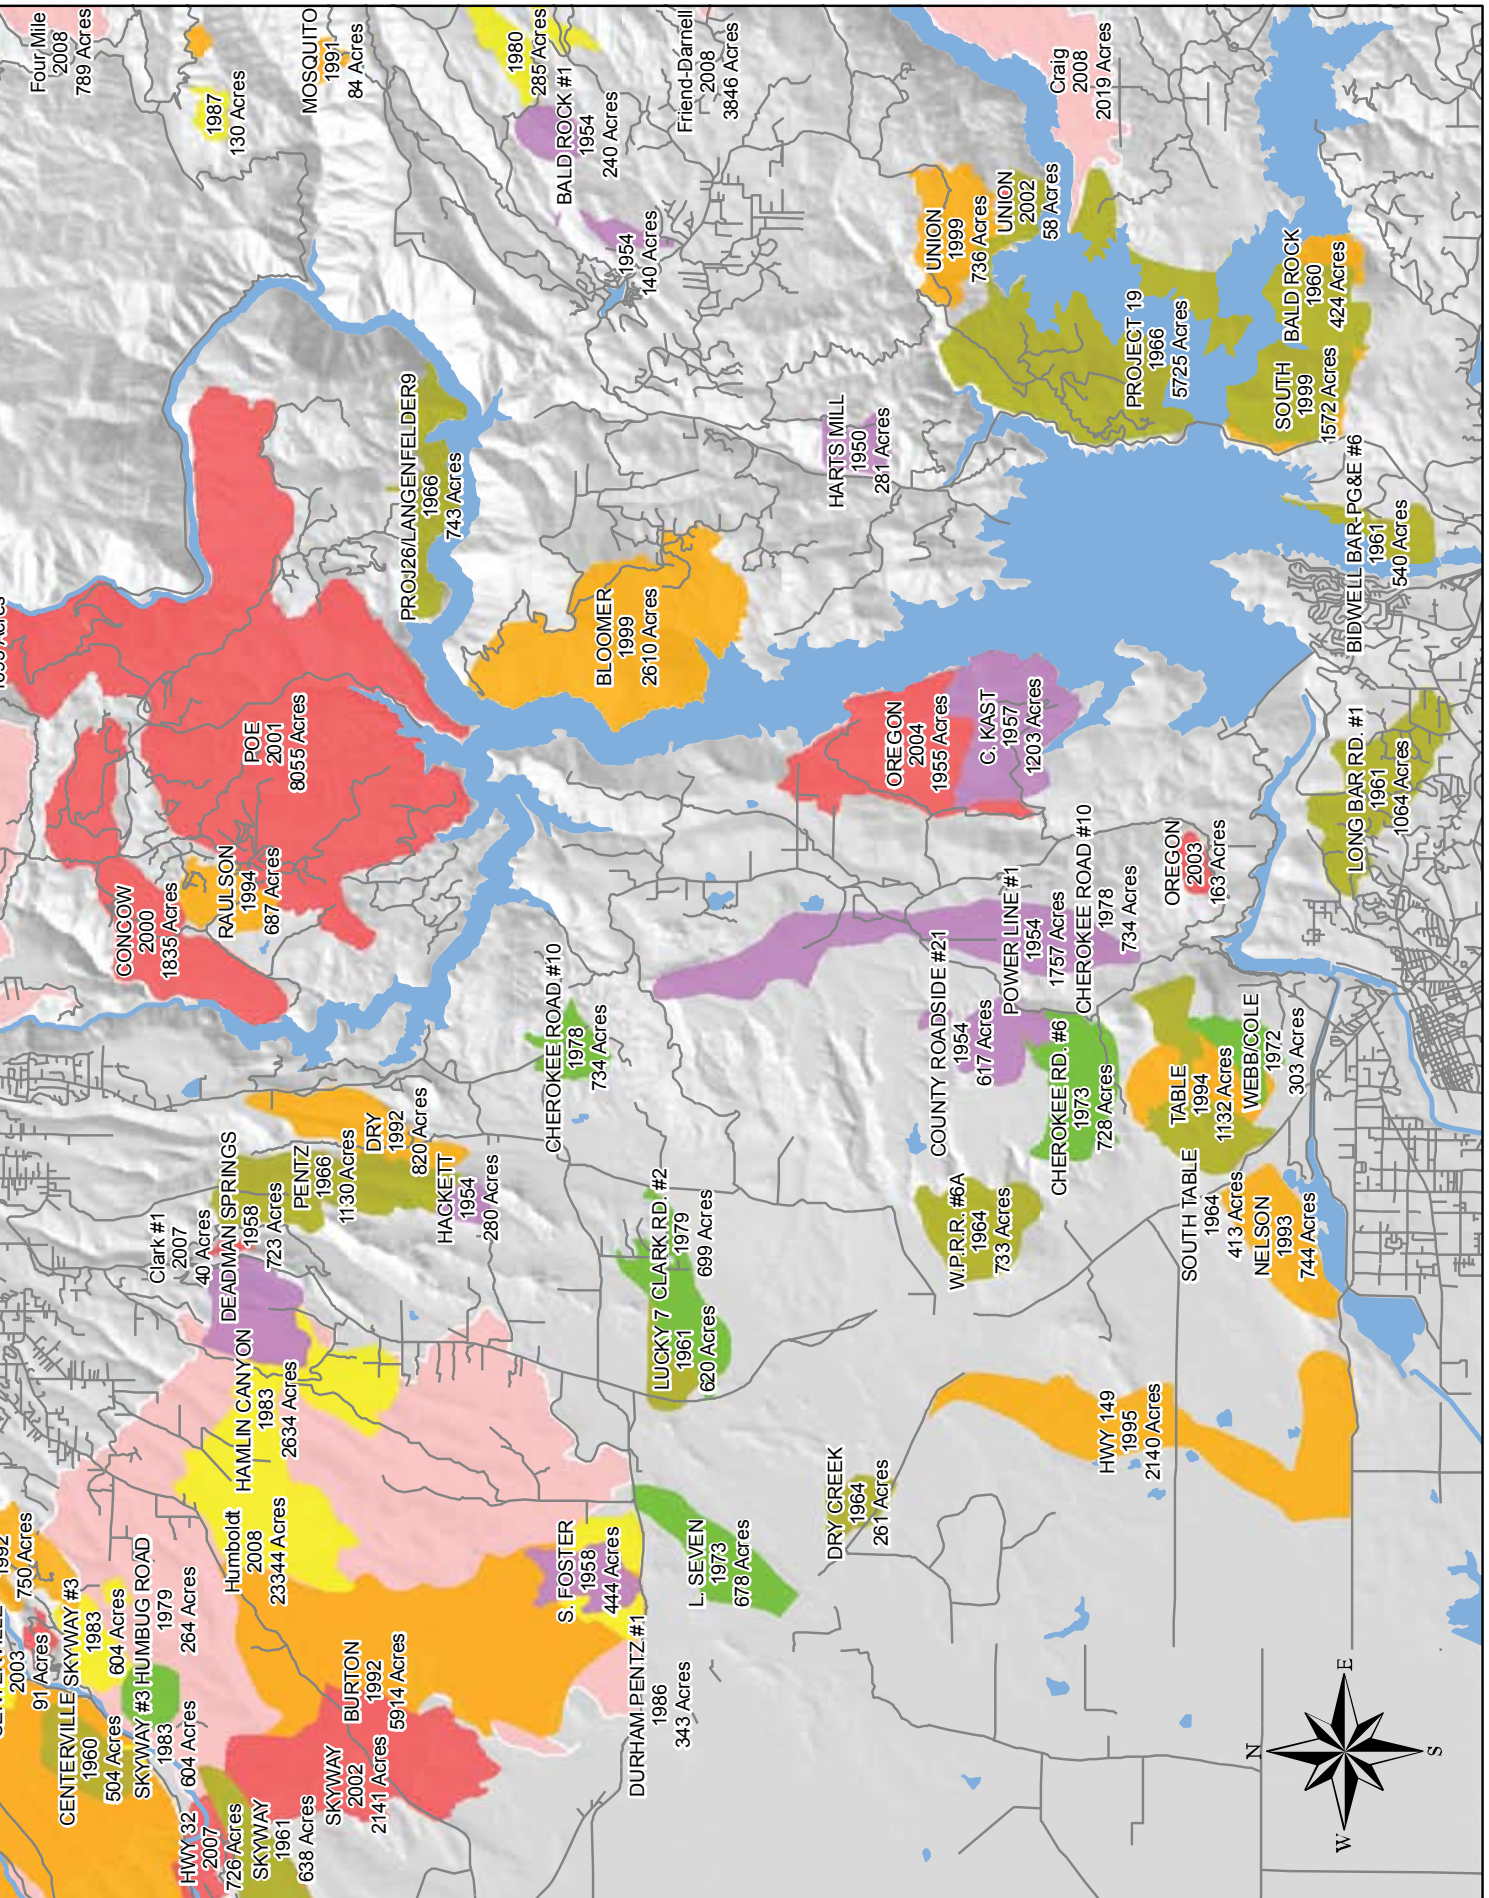 1992
750 Acres
2003
91 Acres
CENTERVILLE
1960
504 Acres
SKYWAY #3
1983
604 Acres
SKYWAY #3
1983
604 Acres
HUMBUG ROAD
1979
264 Acres
HWY 32
2007
726 Acres
SKYWAY
1961
638 Acres
SKYWAY
2002
2141 Acres
BURTON
1992
5914 Acres
Humboldt
2008
23344 Acres
HAMLIN CANYON
1983
2634 Acres
Clark #1
2007
40 Acres
DEADMAN SPRINGS
1958
723 Acres
PENTZ
1966
1130 Acres
DRY
1992
820 Acres
HACKETT
1954
280 Acres
CONCOW
2000
1835 Acres
RAULSON
1994
687 Acres
POE
2001
8055 Acres
Four Mile
2008
789 Acres
1987
130 Acres
MOSQUITO
1991
84 Acres
PROJ26/LANGENFELDER9
1966
743 Acres
1980
285 Acres
BALD ROCK #1
1954
240 Acres
1954
140 Acres
Friend-Darnell
2008
3846 Acres
S. FOSTER
1958
444 Acres
DURHAM PENTZ #1
1986
343 Acres
L. SEVEN
1973
678 Acres
LUCKY 7
1961
620 Acres
CLARK RD. #2
1979
699 Acres
CHEROKEE ROAD #10
1978
734 Acres
BLOOMER
1999
2610 Acres
HARTS MILL
1950
281 Acres
DRY CREEK
1964
261 Acres
W.P.R.R. #6A
1964
733 Acres
COUNTY ROADSIDE #21
1954
617 Acres
POWER LINE #1
1954
1757 Acres
CHEROKEE ROAD #10
1978
734 Acres
CHEROKEE RD. #6
1973
728 Acres
OREGON
2004
1955 Acres
C. KAST
1957
1203 Acres
UNION
1999
736 Acres
UNION
2002
58 Acres
Craig
2008
2019 Acres
PROJECT 19
1966
5725 Acres
HWY 149
1995
2140 Acres
SOUTH TABLE
1964
413 Acres
TABLE
1994
1132 Acres
WEBB/COLE
1972
303 Acres
NELSON
1993
744 Acres
OREGON
2003
163 Acres
LONG BAR RD. #1
1961
1064 Acres
BIDWELL BAR-PG&E #6
1961
540 Acres
SOUTH
1999
1572 Acres
BALD ROCK
1960
424 Acres
N
E
S
W